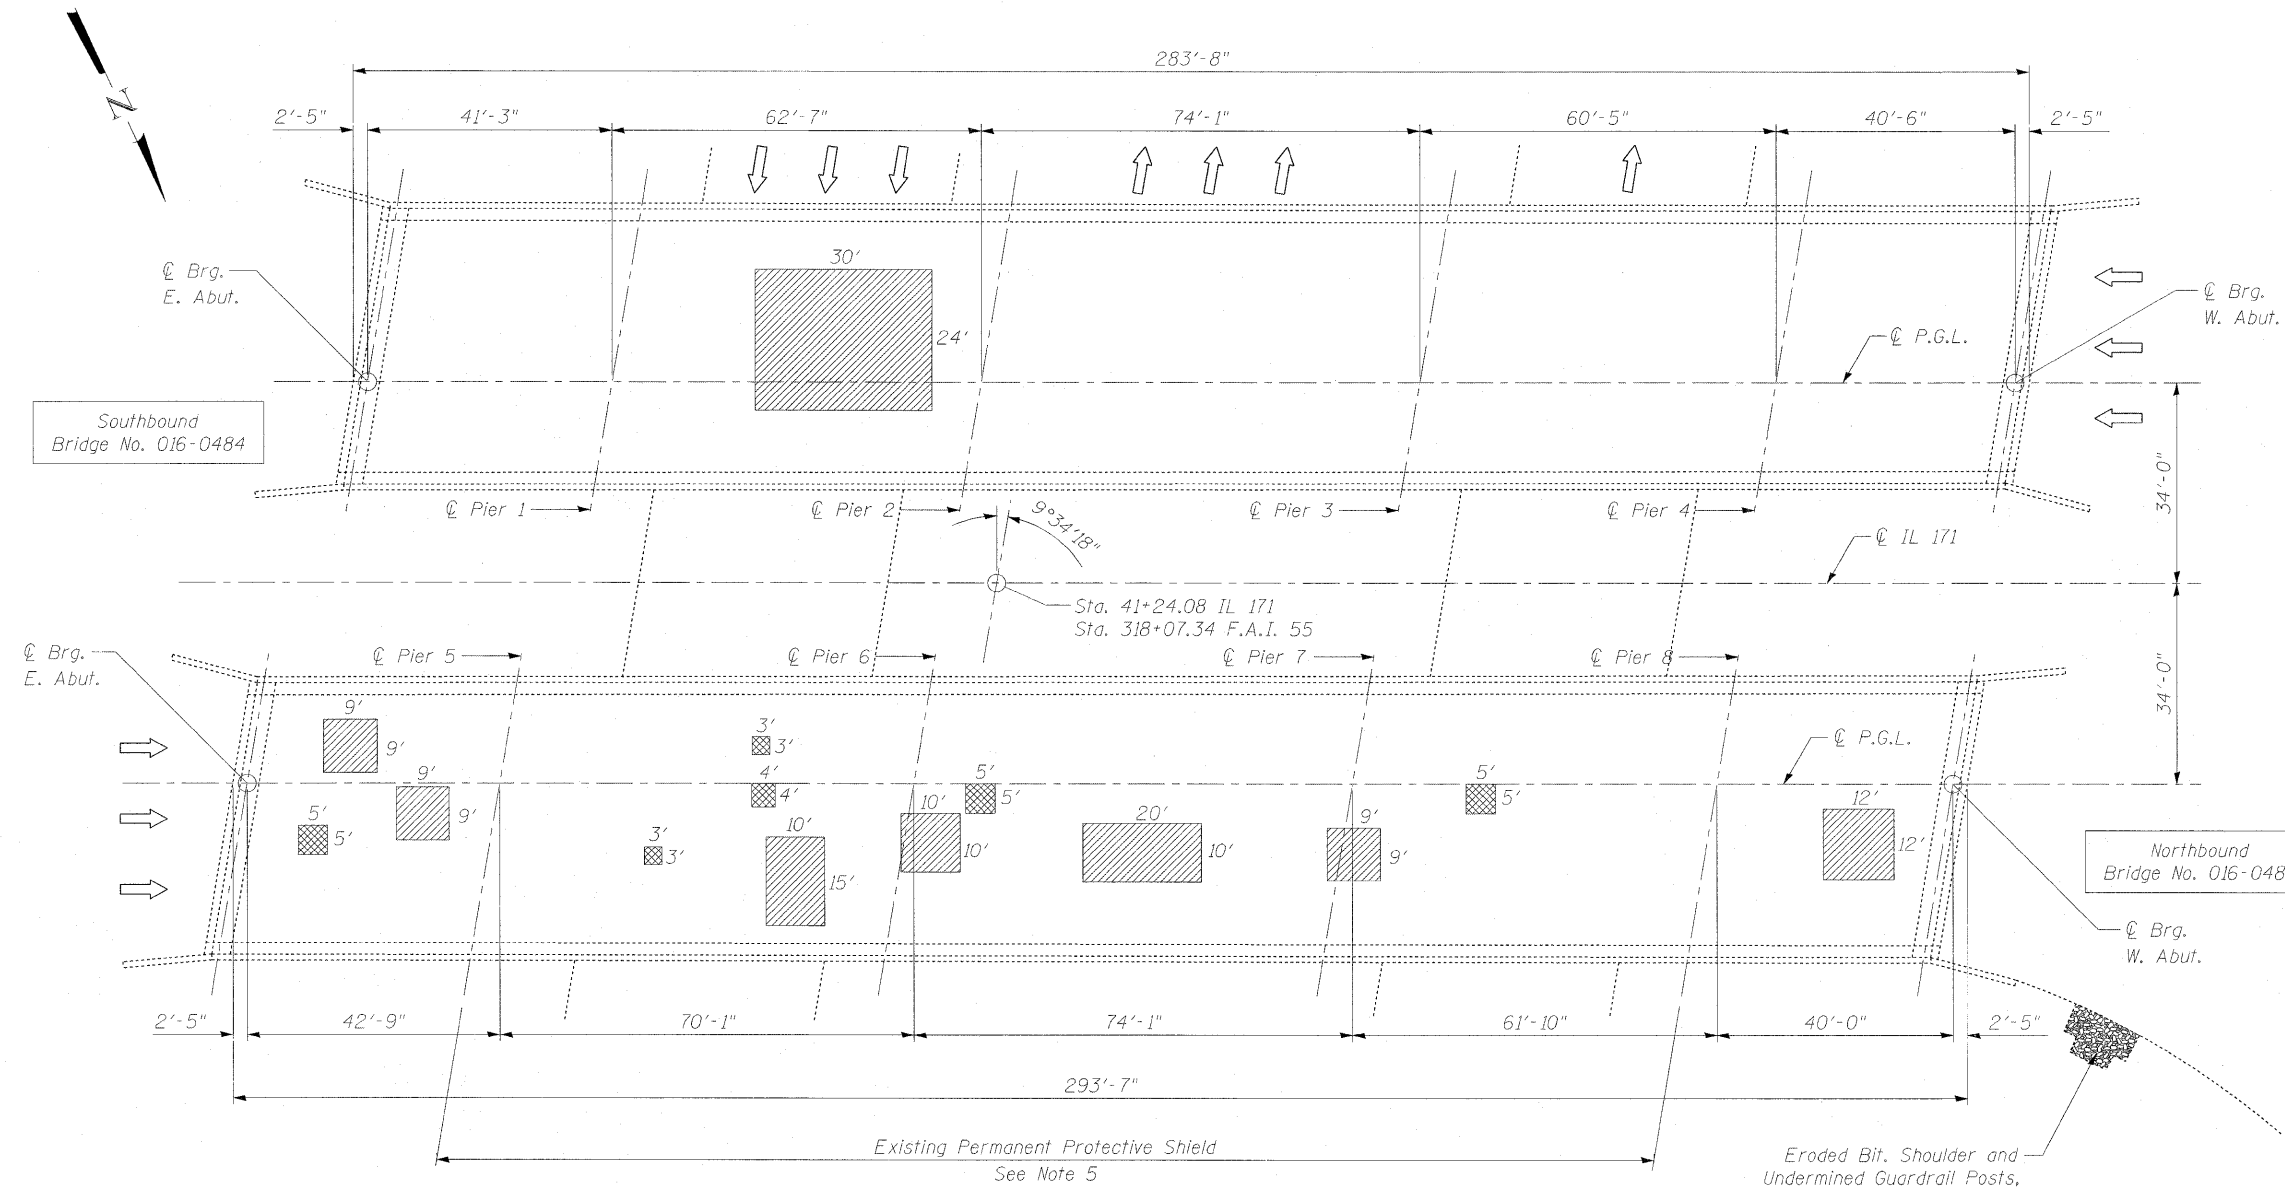 N
283'-8"
2'-5"
41'-3"
62'-7"
74'-1"
60'-5"
40'-6"
2'-5"
℄ Brg.
E. Abut.
30'
24'
℄ Brg.
W. Abut.
℄ P.G.L.
Southbound
Bridge No. 016-0484
℄ Pier 1
℄ Pier 2
℄ Pier 3
℄ Pier 4
34'-0"
9°34'18"
℄ IL 171
Sta. 41+24.08 IL 171
Sta. 318+07.34 F.A.I. 55
℄ Brg.
E. Abut.
℄ Pier 5
℄ Pier 6
℄ Pier 7
℄ Pier 8
34'-0"
9'
9'
3'
3'
℄ P.G.L.
9'
9'
4'
4'
5'
5'
5'
5'
5'
5'
3'
3'
10'
15'
10'
10'
20'
10'
9'
9'
12'
12'
Northbound
Bridge No. 016-048
℄ Brg.
W. Abut.
2'-5"
42'-9"
70'-1"
74'-1"
61'-10"
40'-0"
2'-5"
293'-7"
Existing Permanent Protective Shield
See Note 5
Eroded Bit. Shoulder and
Undermined Guardrail Posts,